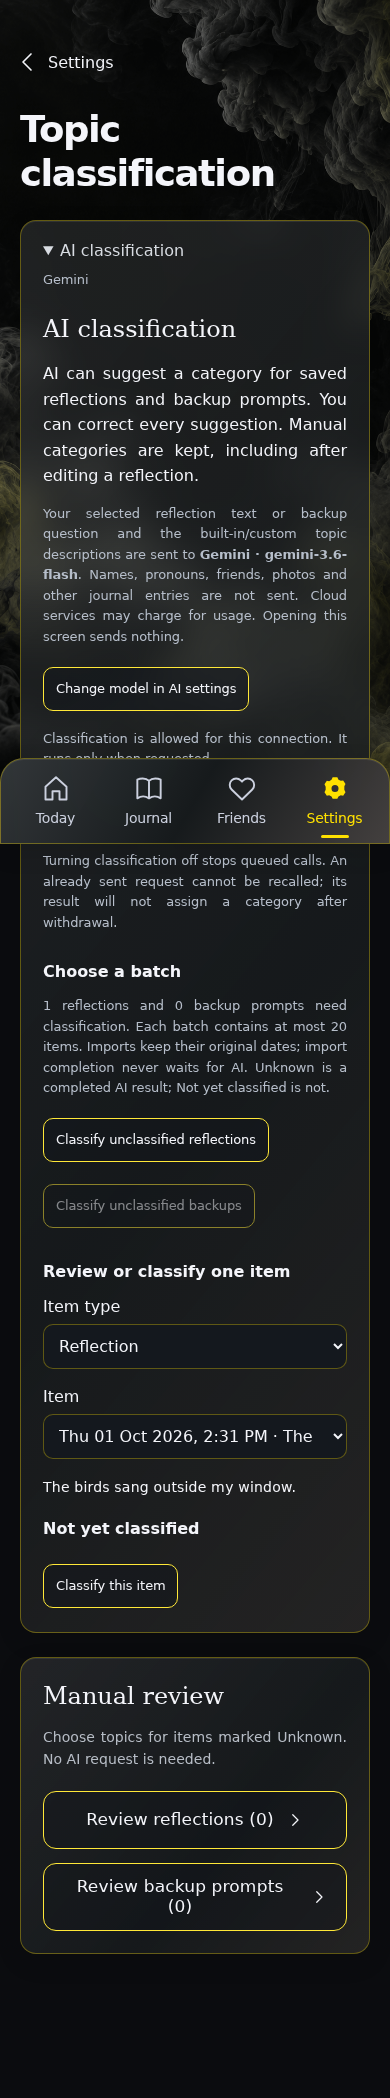 Settings
Topic
classification
▼ AI classification
Gemini
AI classification
AI can suggest a category for saved
reflections and backup prompts. You
can correct every suggestion. Manual
categories are kept, including after
editing a reflection.
Your selected reflection text or backup
question and the built-in/custom topic
descriptions are sent to Gemini · gemini-3.6-
flash. Names, pronouns, friends, photos and
other journal entries are not sent. Cloud
services may charge for usage. Opening this
screen sends nothing.
Change model in AI settings
Classification is allowed for this connection. It
runs only when requested.
Today
Journal
Friends
Settings
Turning classification off stops queued calls. An
already sent request cannot be recalled; its
result will not assign a category after
withdrawal.
Choose a batch
1 reflections and 0 backup prompts need
classification. Each batch contains at most 20
items. Imports keep their original dates; import
completion never waits for AI. Unknown is a
completed AI result; Not yet classified is not.
Classify unclassified reflections
Classify unclassified backups
Review or classify one item
Item type
Reflection
Item
Thu 01 Oct 2026, 2:31 PM · The
The birds sang outside my window.
Not yet classified
Classify this item
Manual review
Choose topics for items marked Unknown.
No AI request is needed.
Review reflections (0)
Review backup prompts
(0)